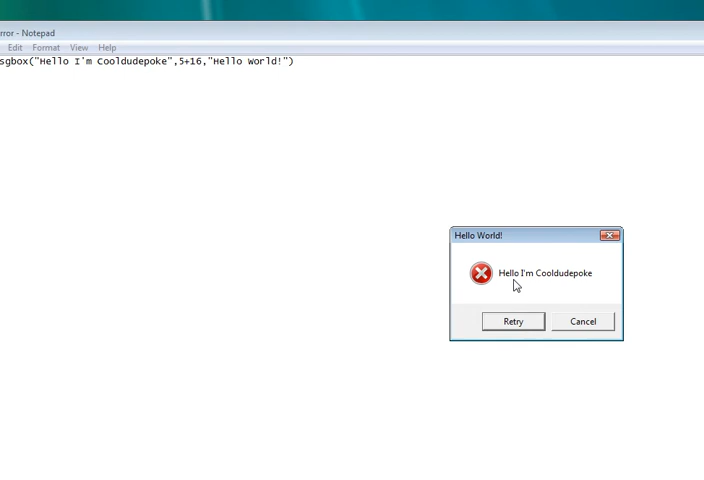 rror - Notepad
Edit Format View Help
sgbox("Hello I'm Cooldudepoke",5+16,"Hello World!")
Hello World!
Hello I'm Cooldudepoke
Retry Cancel